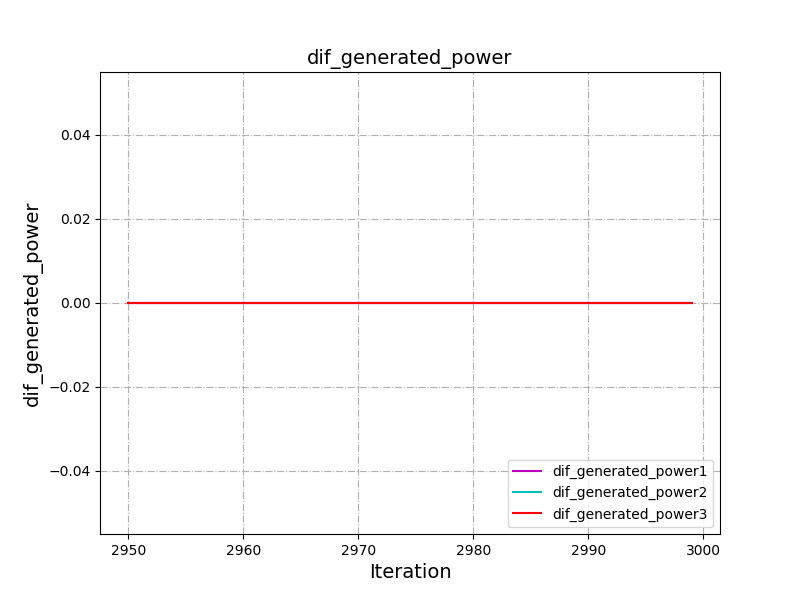 dif_generated_power
dif_generated_power
0.04
0.02
0.00
−0.02
−0.04
2950
2960
2970
2980
2990
3000
Iteration
dif_generated_power1
dif_generated_power2
dif_generated_power3